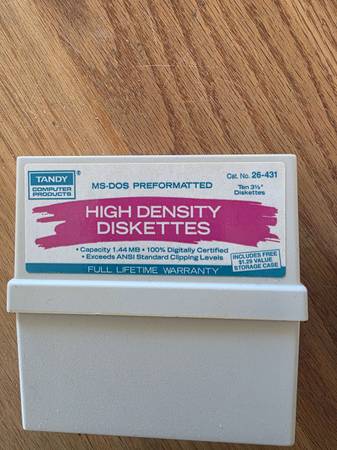 TANDY
COMPUTER
PRODUCTS
Cat. No. 26-431
MS-DOS PREFORMATTED
Ten 3½"
Diskettes
HIGH DENSITY
DISKETTES
• Capacity 1.44 MB • 100% Digitally Certified
• Exceeds ANSI Standard Clipping Levels
INCLUDES FREE
$1.29 VALUE
STORAGE CASE
FULL LIFETIME WARRANTY